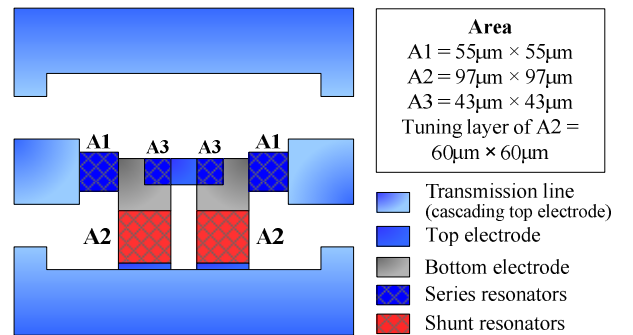 Area
A1 = 55μm × 55μm
A2 = 97μm × 97μm
A3 = 43μm × 43μm
Tuning layer of A2 =
60μm × 60μm
A1
A3
A3
A1
A2
A2
Transmission line
(cascading top electrode)
Top electrode
Bottom electrode
Series resonators
Shunt resonators